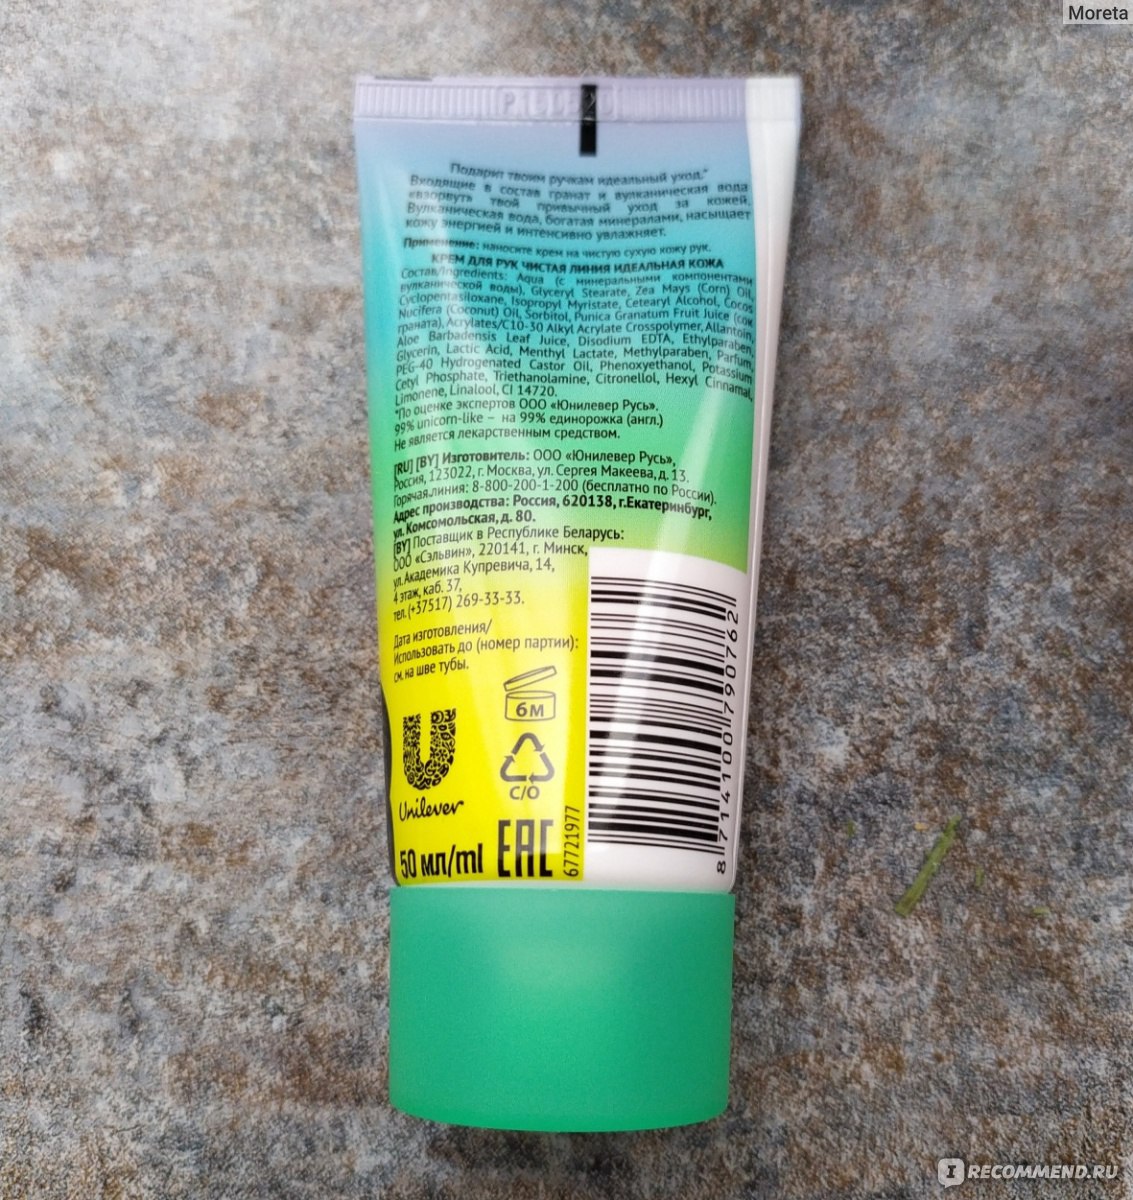 Moreta
Подарит твоим ручкам идеальный уход.*
Входящие в состав гранат и вулканическая вода
«взорвут» твой привычный уход за кожей.
Вулканическая вода, богатая минералами, насыщает
кожу энергией и интенсивно увлажняет.
Применение: наносите крем на чистую сухую кожу рук.
КРЕМ ДЛЯ РУК ЧИСТАЯ ЛИНИЯ ИДЕАЛЬНАЯ КОЖА
Состав/Ingredients: Aqua (с минеральными компонентами
вулканической воды), Glyceryl Stearate, Zea Mays (Corn) Oil,
Cyclopentasiloxane, Isopropyl Myristate, Cetearyl Alcohol, Cocos
Nucifera (Coconut) Oil, Sorbitol, Punica Granatum Fruit Juice (сок
граната), Acrylates/C10-30 Alkyl Acrylate Crosspolymer, Allantoin,
Aloe Barbadensis Leaf Juice, Disodium EDTA, Ethylparaben,
Glycerin, Lactic Acid, Menthyl Lactate, Methylparaben, Parfum,
PEG-40 Hydrogenated Castor Oil, Phenoxyethanol, Potassium
Cetyl Phosphate, Triethanolamine, Citronellol, Hexyl Cinnamal,
Limonene, Linalool, CI 14720.
*По оценке экспертов ООО «Юнилевер Русь».
99% unicorn-like – на 99% единорожка (англ.)
Не является лекарственным средством.
[RU] [BY] Изготовитель: ООО «Юнилевер Русь»,
Россия, 123022, г. Москва, ул. Сергея Макеева, д. 13.
Горячая линия: 8-800-200-1-200 (бесплатно по России).
Адрес производства: Россия, 620138, г.Екатеринбург,
ул. Комсомольская, д. 80.
[BY] Поставщик в Республике Беларусь:
ООО «Сэльвин», 220141, г. Минск,
ул. Академика Купревича, 14,
4 этаж, каб. 37,
тел. (+37517) 269-33-33.
Дата изготовления/
Использовать до (номер партии):
см. на шве тубы.
6М
C/O
Unilever
50 мл/ml
EAC
67721977
8 714100 790762
IRECOMMEND.RU